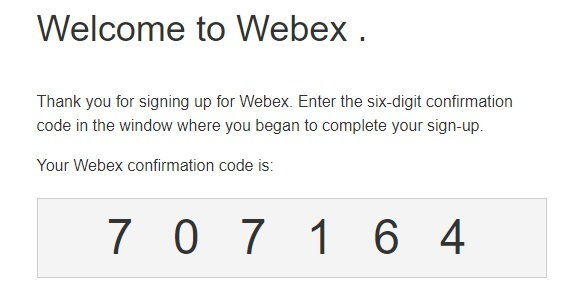 Welcome to Webex .
Thank you for signing up for Webex. Enter the six-digit confirmation
code in the window where you began to complete your sign-up.
Your Webex confirmation code is:
7 0 7 1 6 4